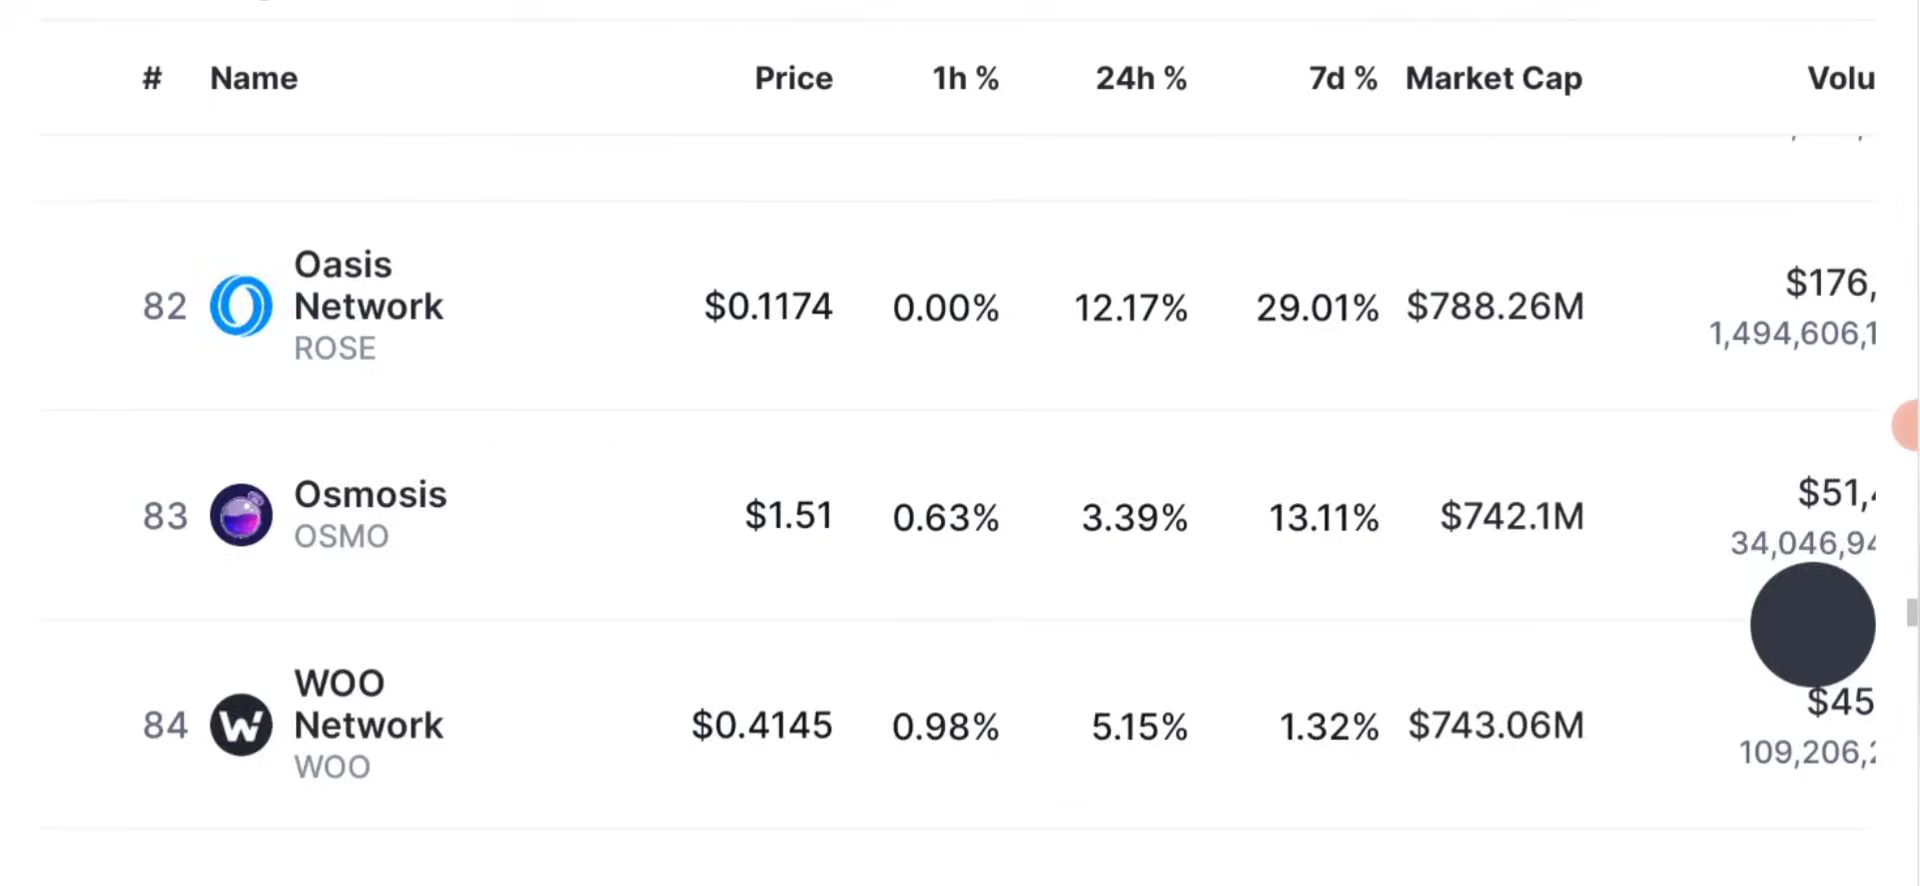 # Name Price 1h % 24h % 7d % Market Cap Volu
82 Oasis Network ROSE $0.1174 0.00% 12.17% 29.01% $788.26M $176, 1,494,606,1
83 Osmosis OSMO $1.51 0.63% 3.39% 13.11% $742.1M $51, 34,046,94
84 WOO Network WOO $0.4145 0.98% 5.15% 1.32% $743.06M $45 109,206,2